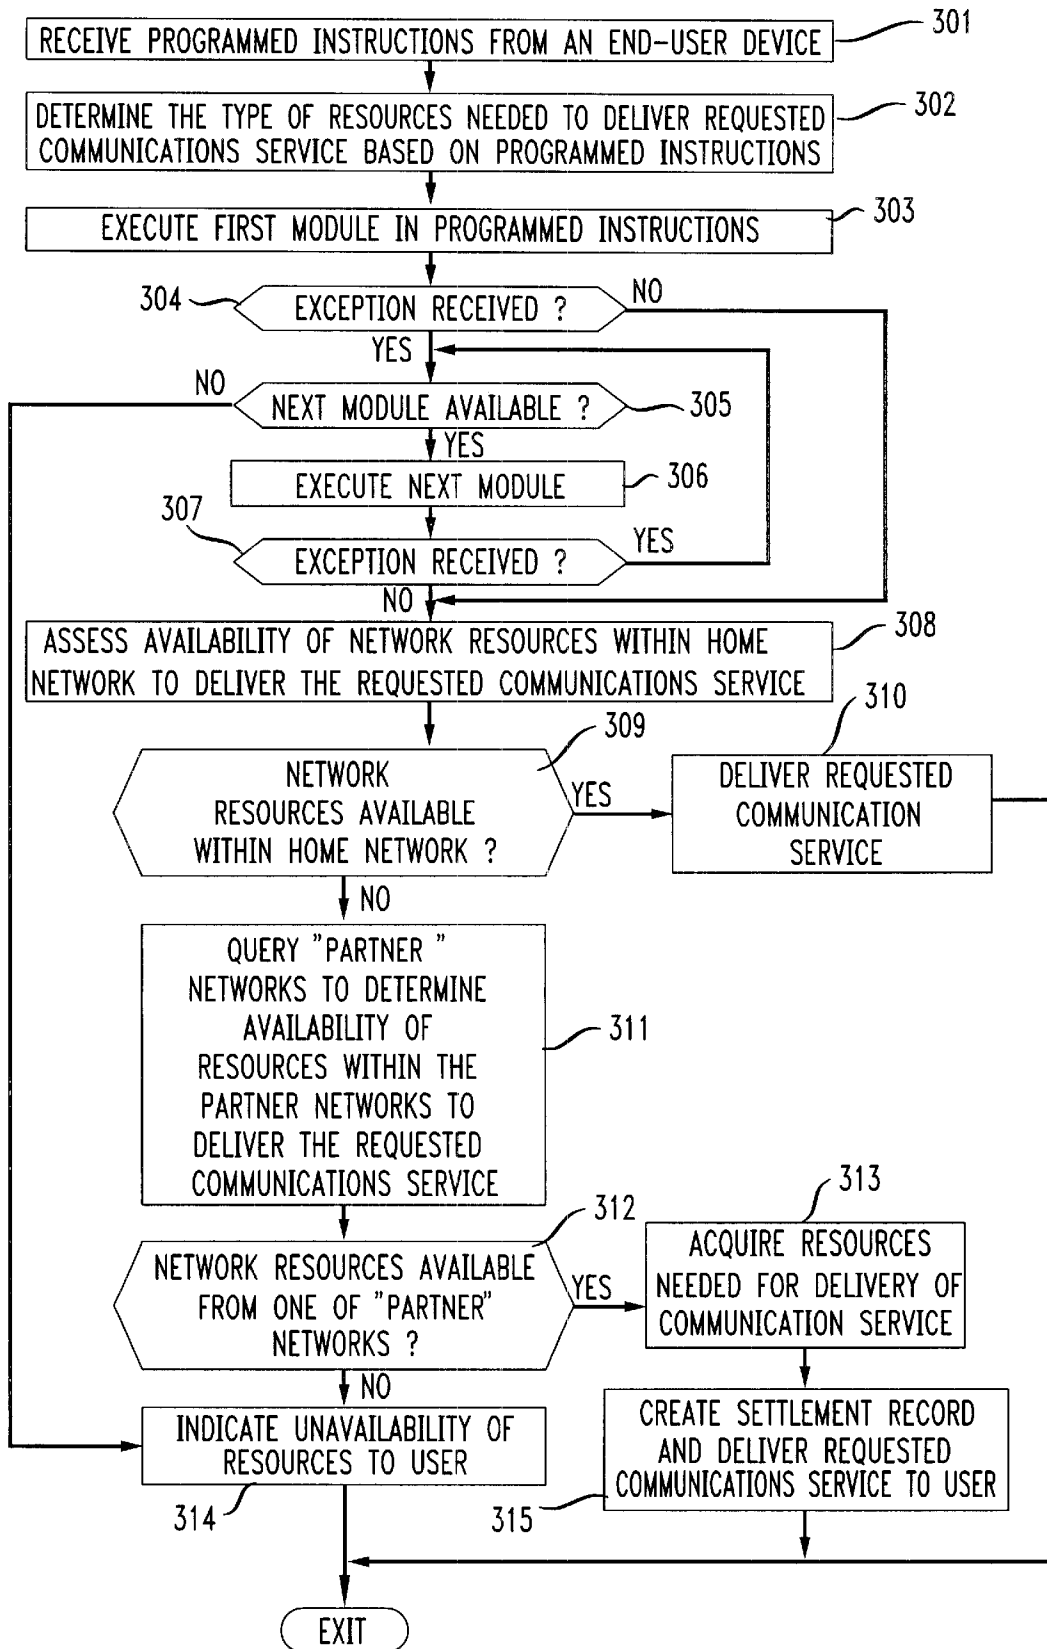 RECEIVE PROGRAMMED INSTRUCTIONS FROM AN END-USER DEVICE
301
DETERMINE THE TYPE OF RESOURCES NEEDED TO DELIVER REQUESTED
COMMUNICATIONS SERVICE BASED ON PROGRAMMED INSTRUCTIONS
302
EXECUTE FIRST MODULE IN PROGRAMMED INSTRUCTIONS
303
304
EXCEPTION RECEIVED ?
NO
YES
NO
NEXT MODULE AVAILABLE ?
305
YES
EXECUTE NEXT MODULE
306
307
EXCEPTION RECEIVED ?
YES
NO
ASSESS AVAILABILITY OF NETWORK RESOURCES WITHIN HOME
NETWORK TO DELIVER THE REQUESTED COMMUNICATIONS SERVICE
308
309
NETWORK
RESOURCES AVAILABLE
WITHIN HOME NETWORK ?
YES
310
DELIVER REQUESTED
COMMUNICATION
SERVICE
NO
QUERY "PARTNER "
NETWORKS TO DETERMINE
AVAILABILITY OF
RESOURCES WITHIN THE
PARTNER NETWORKS TO
DELIVER THE REQUESTED
COMMUNICATIONS SERVICE
311
312
NETWORK RESOURCES AVAILABLE
FROM ONE OF "PARTNER"
NETWORKS ?
YES
313
ACQUIRE RESOURCES
NEEDED FOR DELIVERY OF
COMMUNICATION SERVICE
NO
INDICATE UNAVAILABILITY OF
RESOURCES TO USER
314
CREATE SETTLEMENT RECORD
AND DELIVER REQUESTED
COMMUNICATIONS SERVICE TO USER
315
EXIT